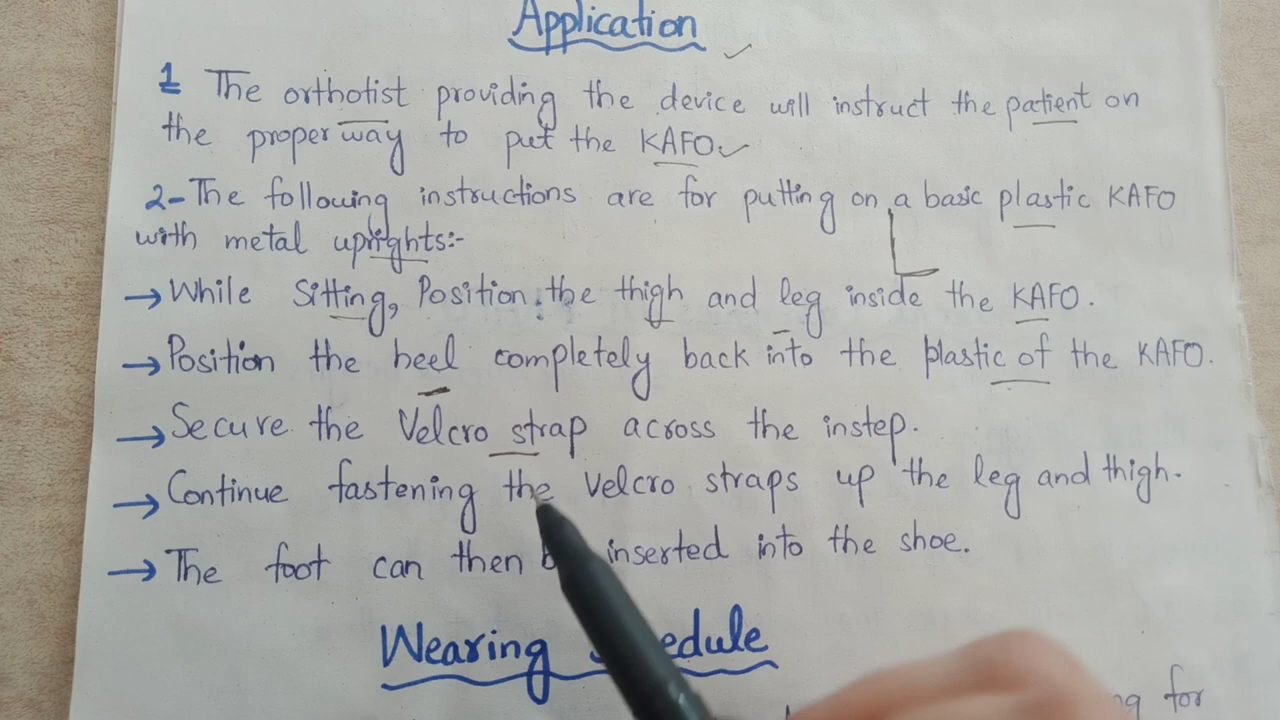 Application
1 The orthotist providing the device will instruct the patient on
the proper way to put the KAFO.
2- The following instructions are for putting on a basic plastic KAFO
with metal uprights:-
→ While Sitting, Position the thigh and leg inside the KAFO.
→ Position the heel completely back into the plastic of the KAFO.
→ Secure the Velcro strap across the instep.
→ Continue fastening the Velcro straps up the leg and thigh.
→ The foot can then inserted into the shoe.
Wearing
for